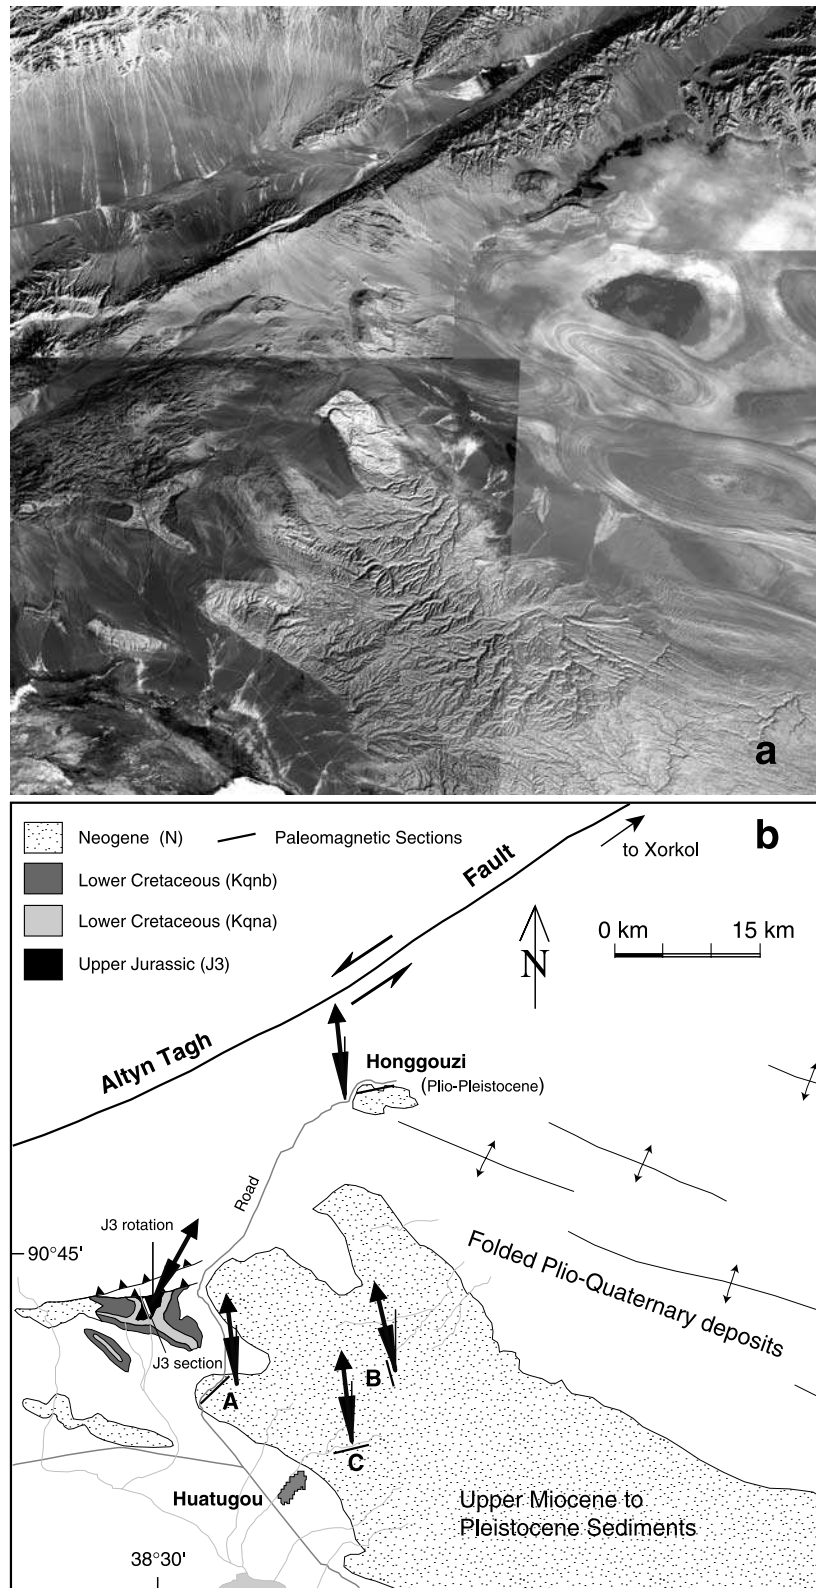 a
b
Neogene (N)
Paleomagnetic Sections
Lower Cretaceous (Kqnb)
Lower Cretaceous (Kqna)
Upper Jurassic (J3)
Fault
to Xorkol
0 km
15 km
N
Altyn Tagh
Honggouzi
(Plio-Pleistocene)
Road
J3 rotation
90°45'
Folded Plio-Quaternary deposits
J3 section
A
B
C
Huatugou
Upper Miocene to
Pleistocene Sediments
38°30'